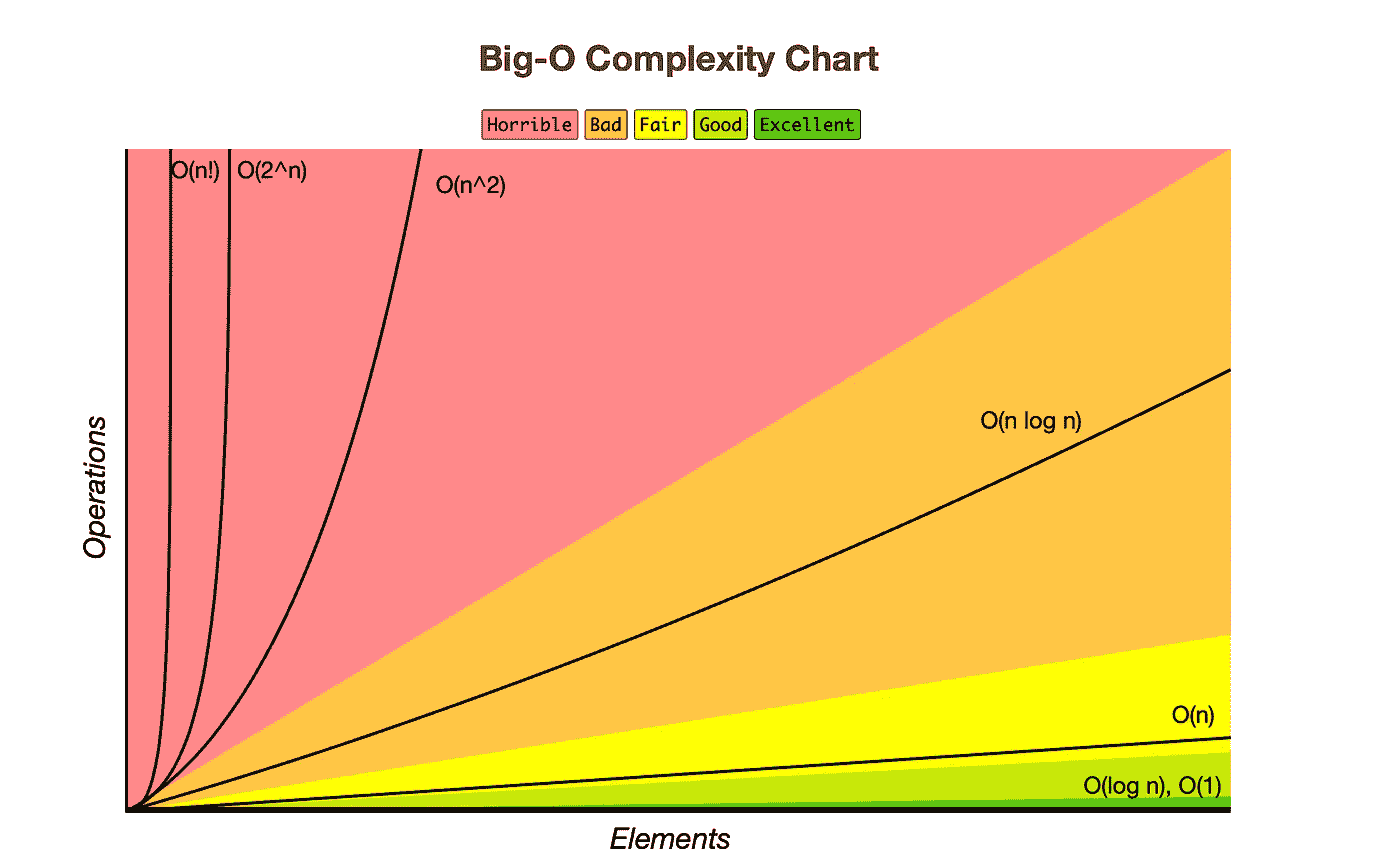 Big-O Complexity Chart
Horrible Bad Fair Good Excellent
O(n!) O(2^n)
O(n^2)
O(n log n)
Operations
O(n)
O(log n), O(1)
Elements